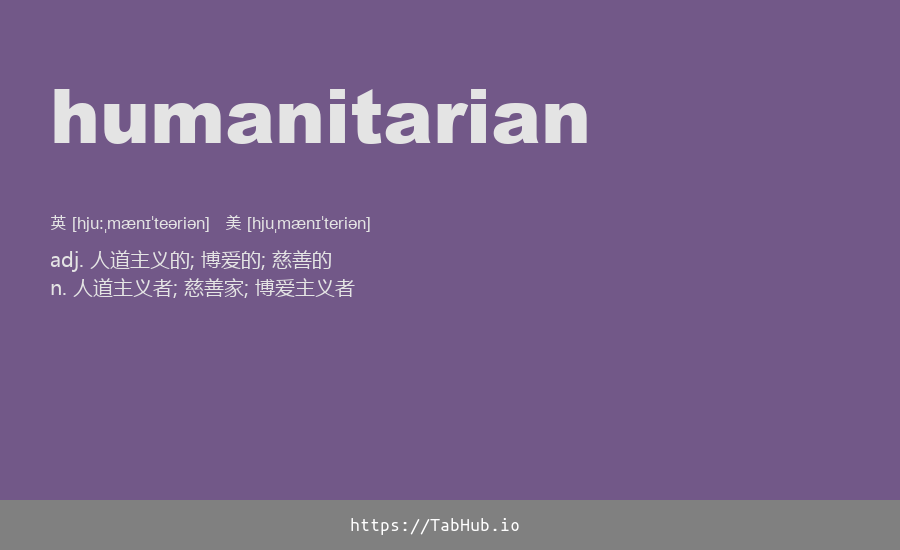 humanitarian
英 [hjuːˌmænɪˈteəriən] 美 [hjuˌmænɪˈteriən]
adj. 人道主义的; 博爱的; 慈善的
n. 人道主义者; 慈善家; 博爱主义者
https://TabHub.io